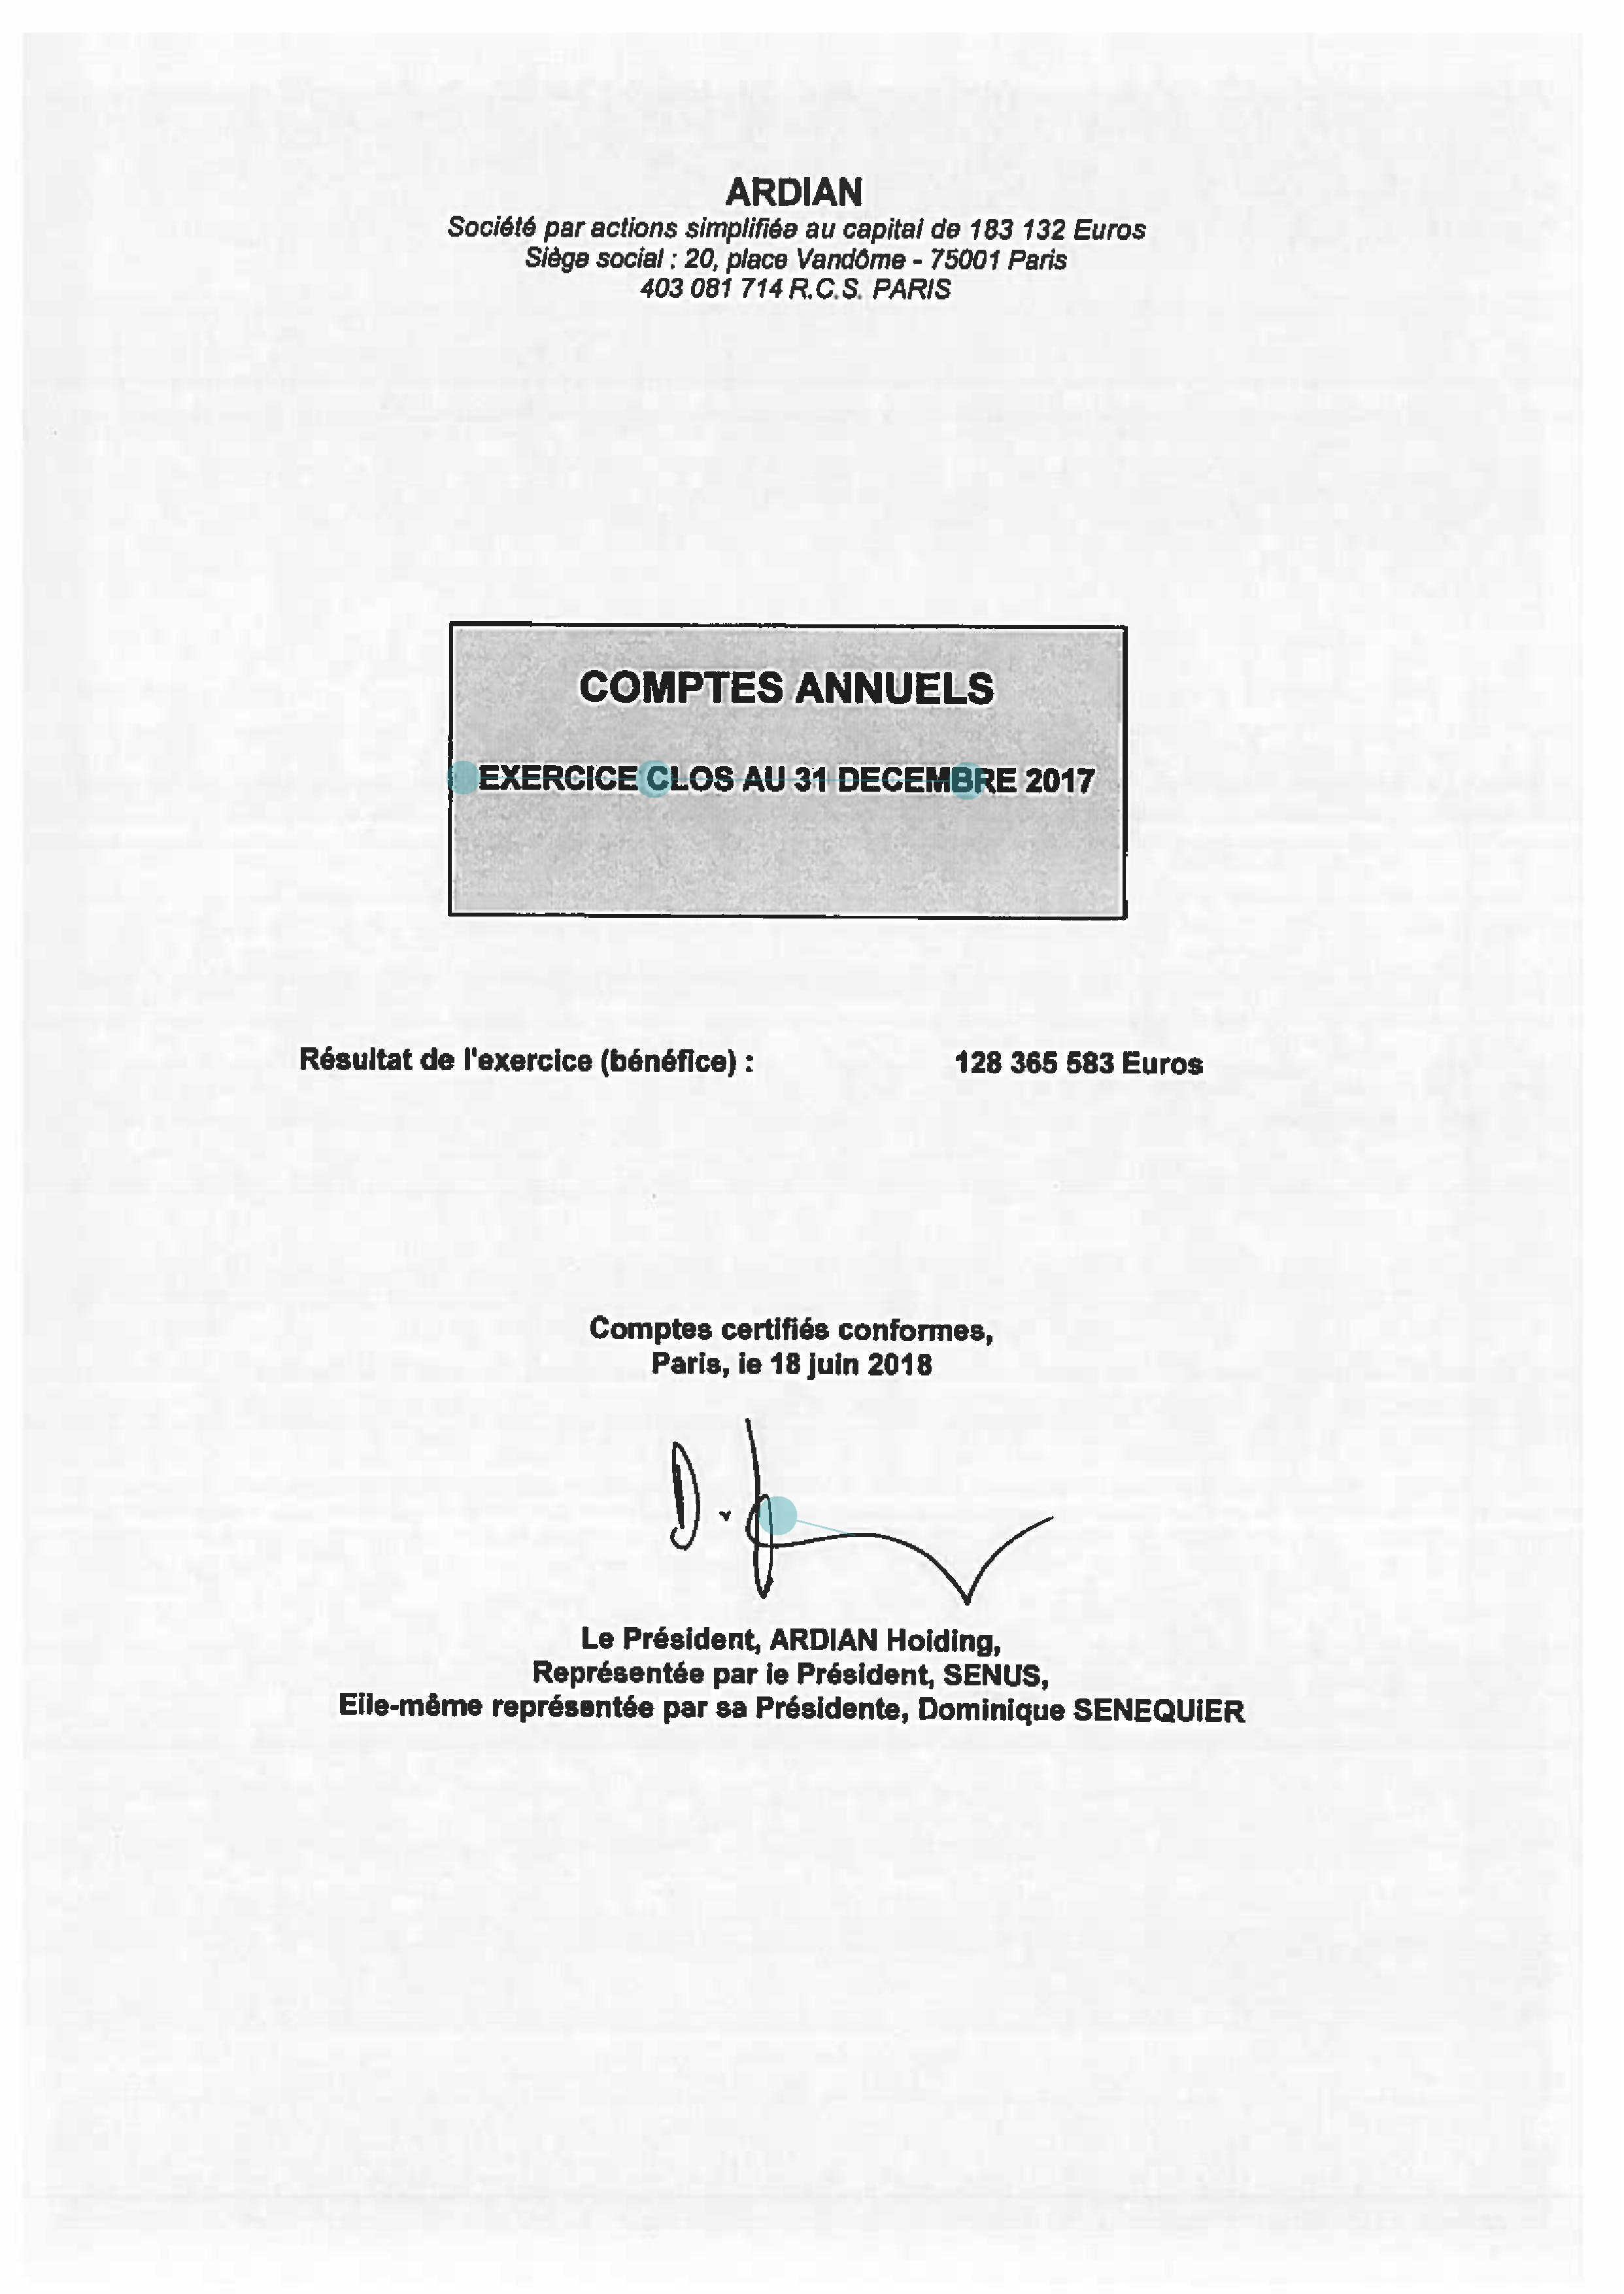 ARDIAN
Société par actions simplifiée au capital de 183 132 Euros
Siège social : 20, place Vandôme - 75001 Paris
403 081 714 R.C.S. PARIS
COMPTES ANNUELS
EXERCICE CLOS AU 31 DECEMBRE 2017
Résultat de l'exercice (bénéfice) : 128 365 583 Euros
Comptes certifiés conformes,
Paris, le 18 juin 2018
Le Président, ARDIAN Holding,
Représentée par le Président, SENUS,
Elle-même représentée par sa Présidente, Dominique SENEQUIER